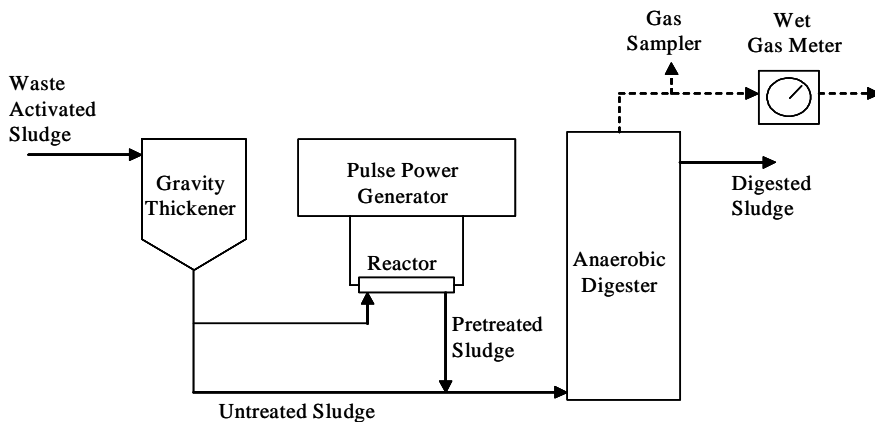 Waste
Activated
Sludge
Gravity
Thickener
Pulse Power
Generator
Reactor
Pretreated
Sludge
Untreated Sludge
Anaerobic
Digester
Gas
Sampler
Wet
Gas Meter
Digested
Sludge